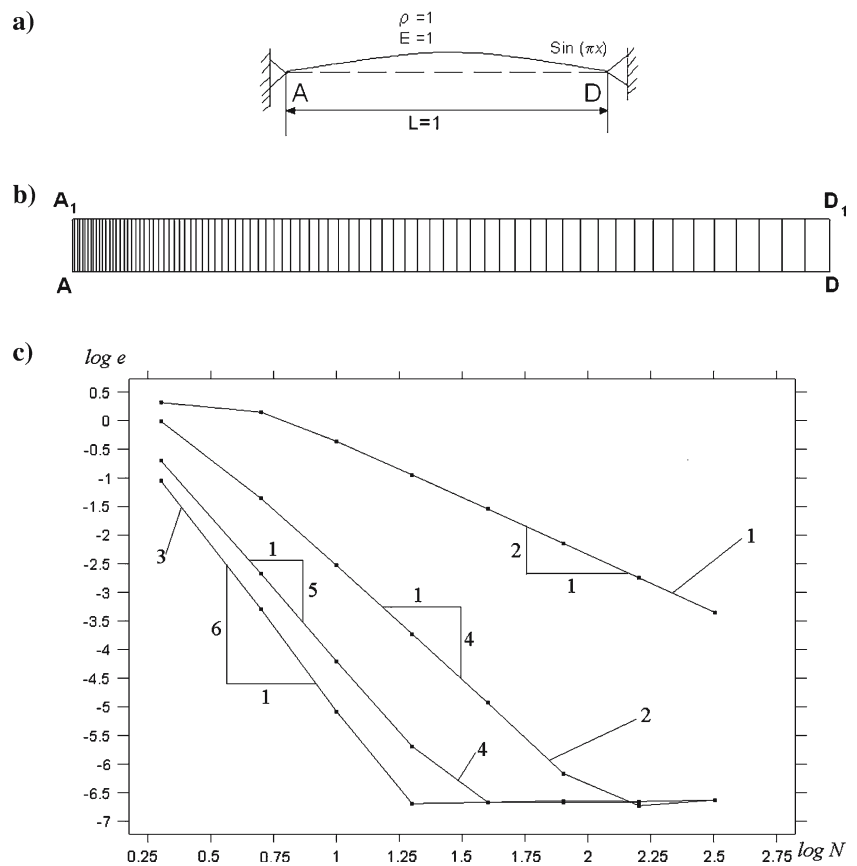 a)
ρ =1
E =1
Sin (πx)
A
D
L=1
b)
A1
D1
A
D
c)
log e
0.5
0
-0.5
-1
-1.5
-2
-2.5
-3
-3.5
-4
-4.5
-5
-5.5
-6
-6.5
-7
3
1
5
6
1
1
4
4
2
1
1
2
0.25
0.5
0.75
1
1.25
1.5
1.75
2
2.25
2.5
2.75
log N